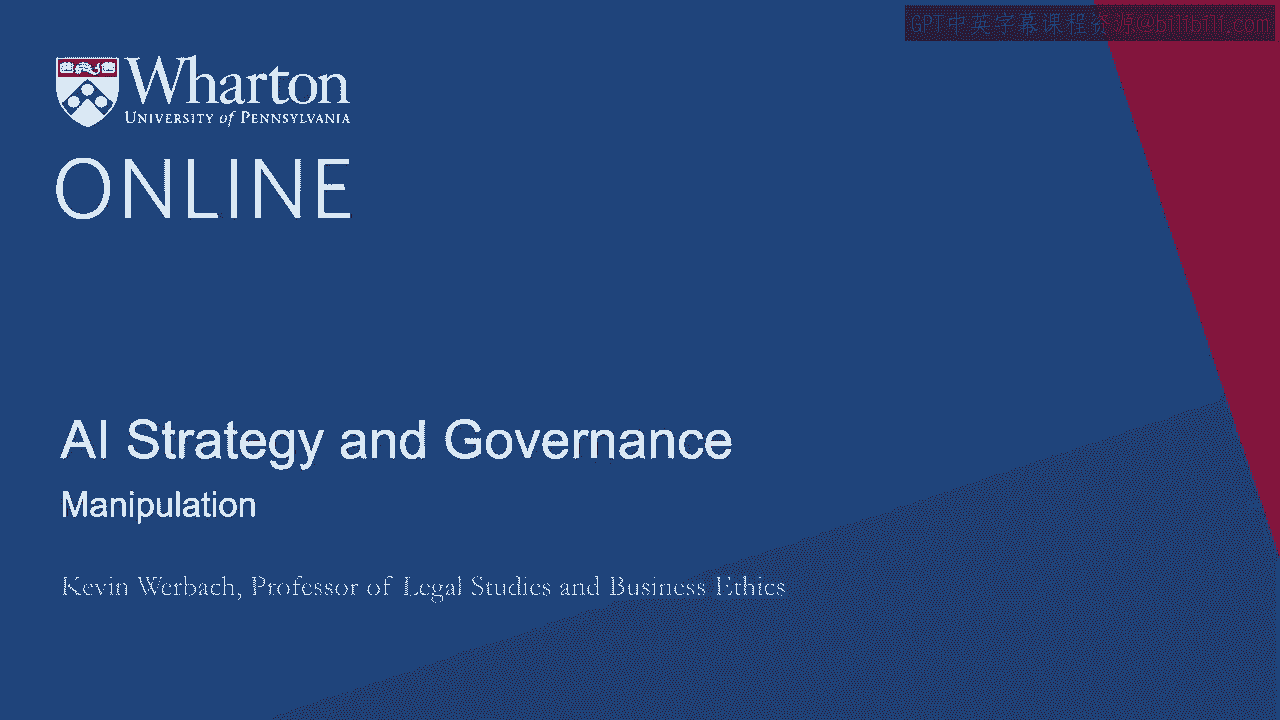 GPT中英字幕课程资源@bilibili.com
Wharton
UNIVERSITY of PENNSYLVANIA
ONLINE
AI Strategy and Governance
Manipulation
Kevin Werbach, Professor of Legal Studies and Business Ethics